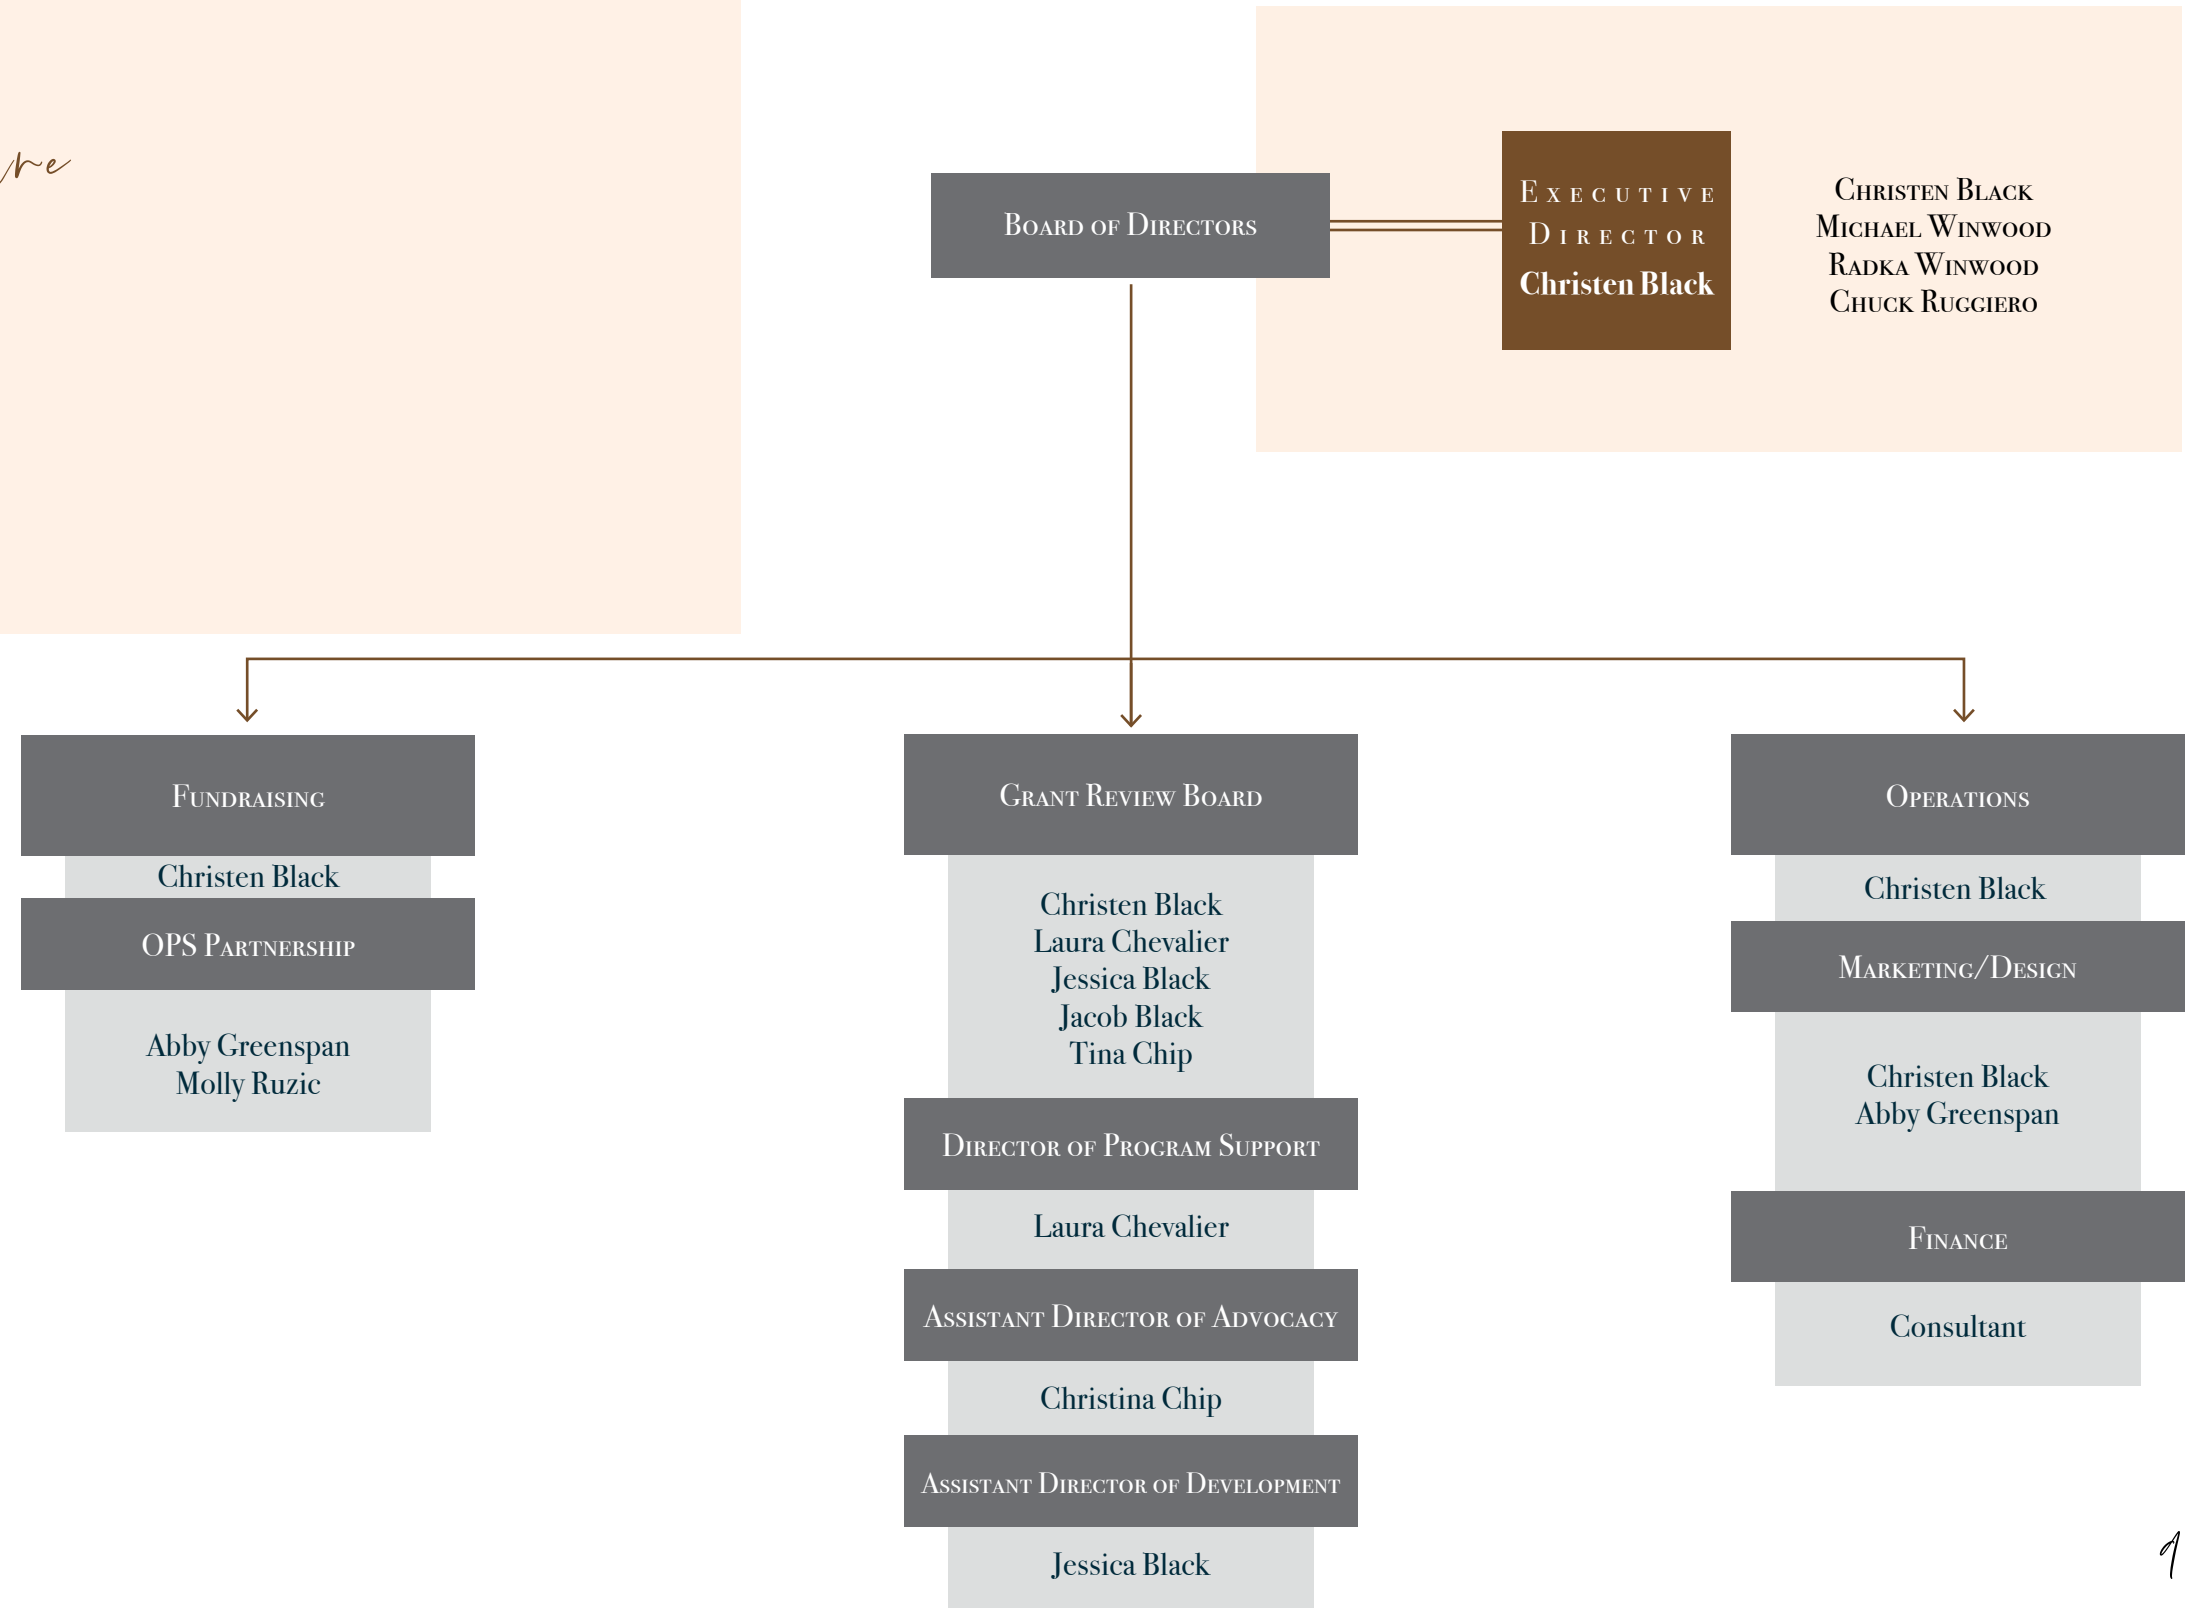 re
Board of Directors
Executive
Director
Christen Black
Christen Black
Michael Winwood
Radka Winwood
Chuck Ruggiero
Fundraising
Christen Black
OPS Partnership
Abby Greenspan
Molly Ruzic
Grant Review Board
Christen Black
Laura Chevalier
Jessica Black
Jacob Black
Tina Chip
Director of Program Support
Laura Chevalier
Assistant Director of Advocacy
Christina Chip
Assistant Director of Development
Jessica Black
Operations
Christen Black
Marketing/Design
Christen Black
Abby Greenspan
Finance
Consultant
9